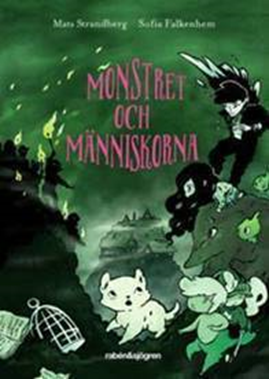 Mats Strandberg Sofia Falkenhem
MONSTRET
OCH
MÄNNISKORNA
rabén&sjögren